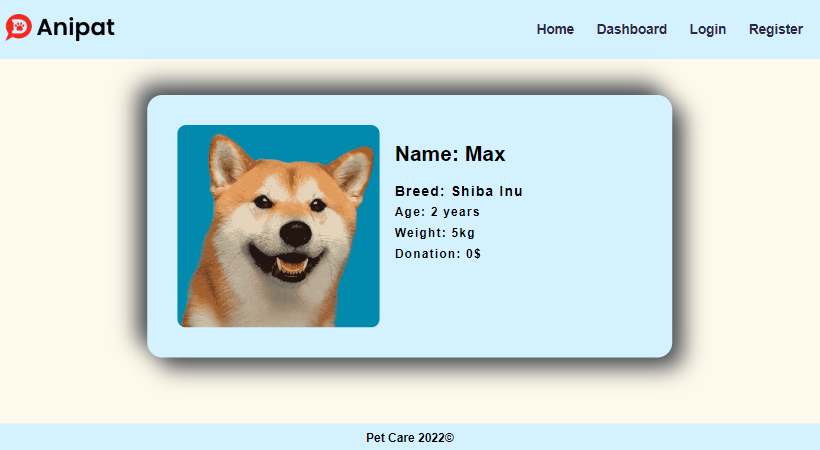 Anipat
Home Dashboard Login Register
Name: Max
Breed: Shiba Inu
Age: 2 years
Weight: 5kg
Donation: 0$
Pet Care 2022©